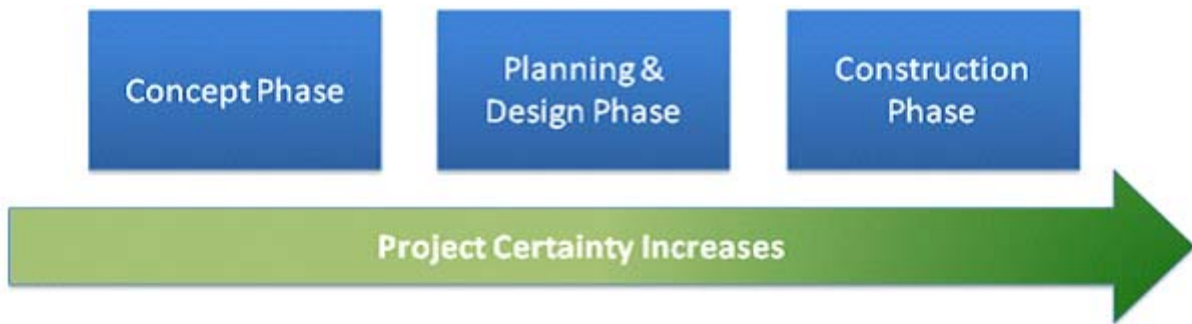 Concept Phase
Planning &
Design Phase
Construction
Phase
Project Certainty Increases